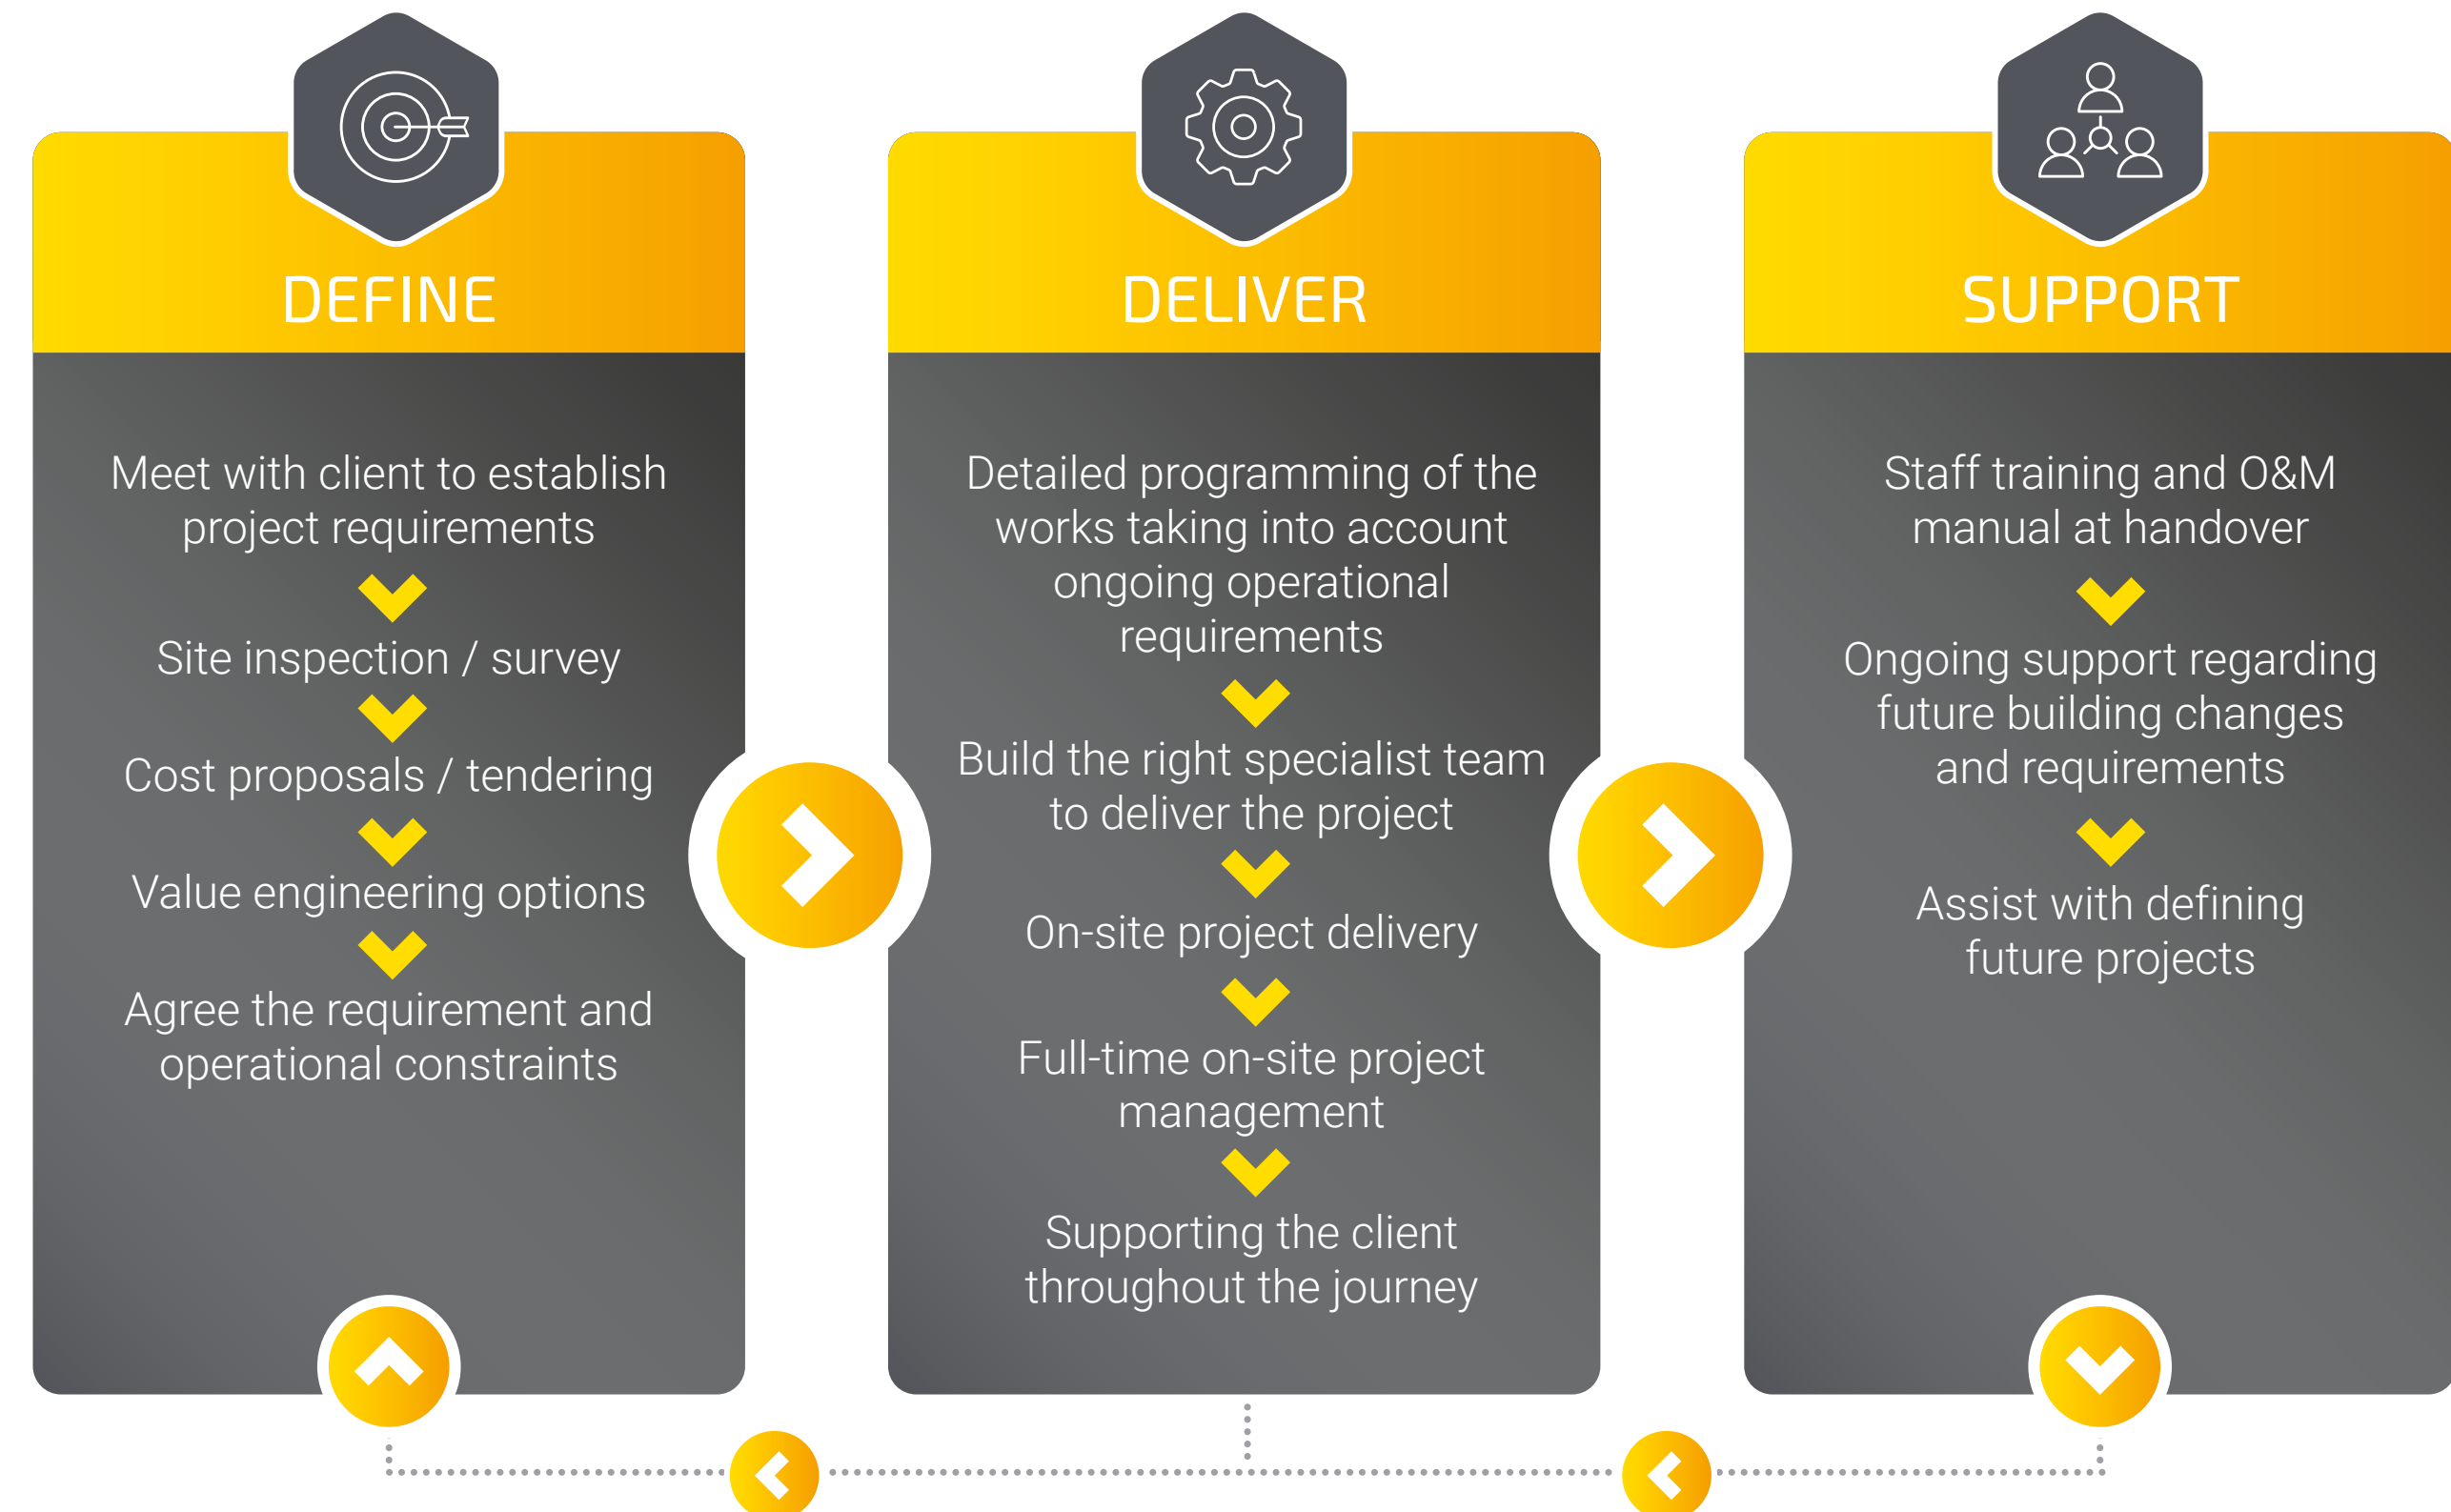 DEFINE
Meet with client to establish
project requirements
Site inspection / survey
Cost proposals / tendering
Value engineering options
Agree the requirement and
operational constraints
DELIVER
Detailed programming of the
works taking into account
ongoing operational
requirements
Build the right specialist team
to deliver the project
On-site project delivery
Full-time on-site project
management
Supporting the client
throughout the journey
SUPPORT
Staff training and O&M
manual at handover
Ongoing support regarding
future building changes
and requirements
Assist with defining
future projects